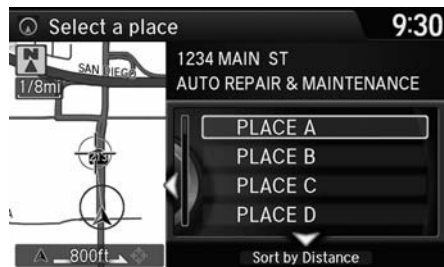 Select a place
9:30
N
SAN DIEGO
1/8mi
1234 MAIN ST
AUTO REPAIR & MAINTENANCE
PLACE A
PLACE B
PLACE C
PLACE D
800ft
Sort by Distance